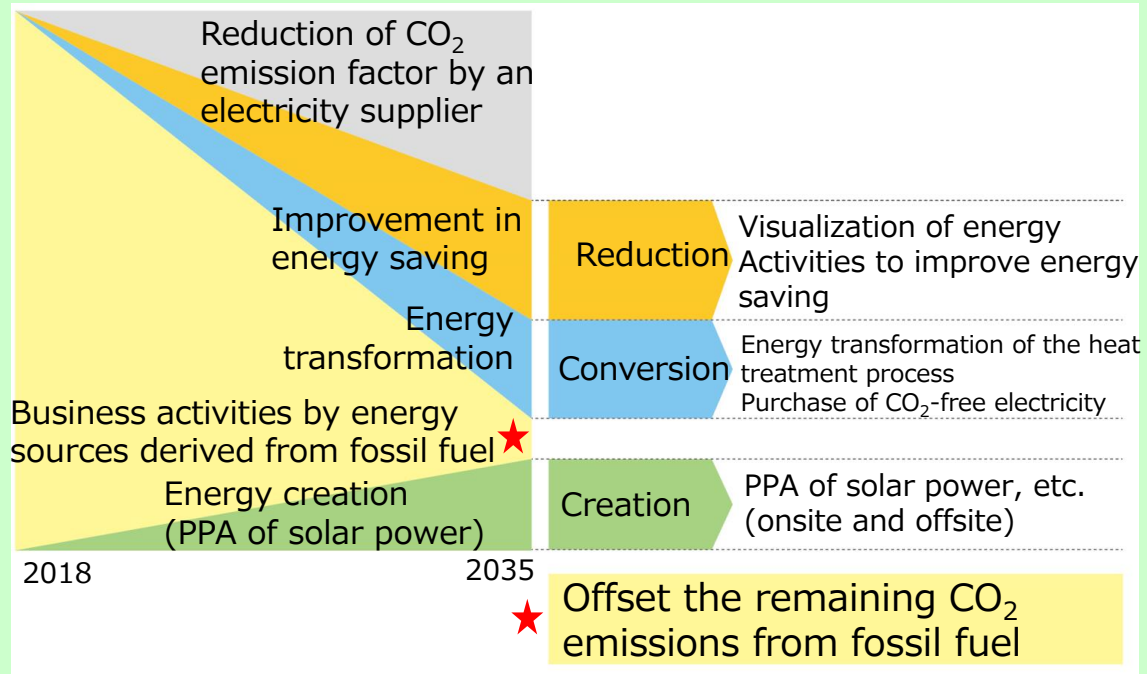 Reduction of CO₂
emission factor by an
electricity supplier
Improvement in
energy saving
Energy
transformation
Business activities by energy
sources derived from fossil fuel
Energy creation
(PPA of solar power)
2018
2035
Reduction
Visualization of energy
Activities to improve energy
saving
Conversion
Energy transformation of the heat
treatment process
Purchase of CO₂-free electricity
Creation
PPA of solar power, etc.
(onsite and offsite)
Offset the remaining CO₂
emissions from fossil fuel